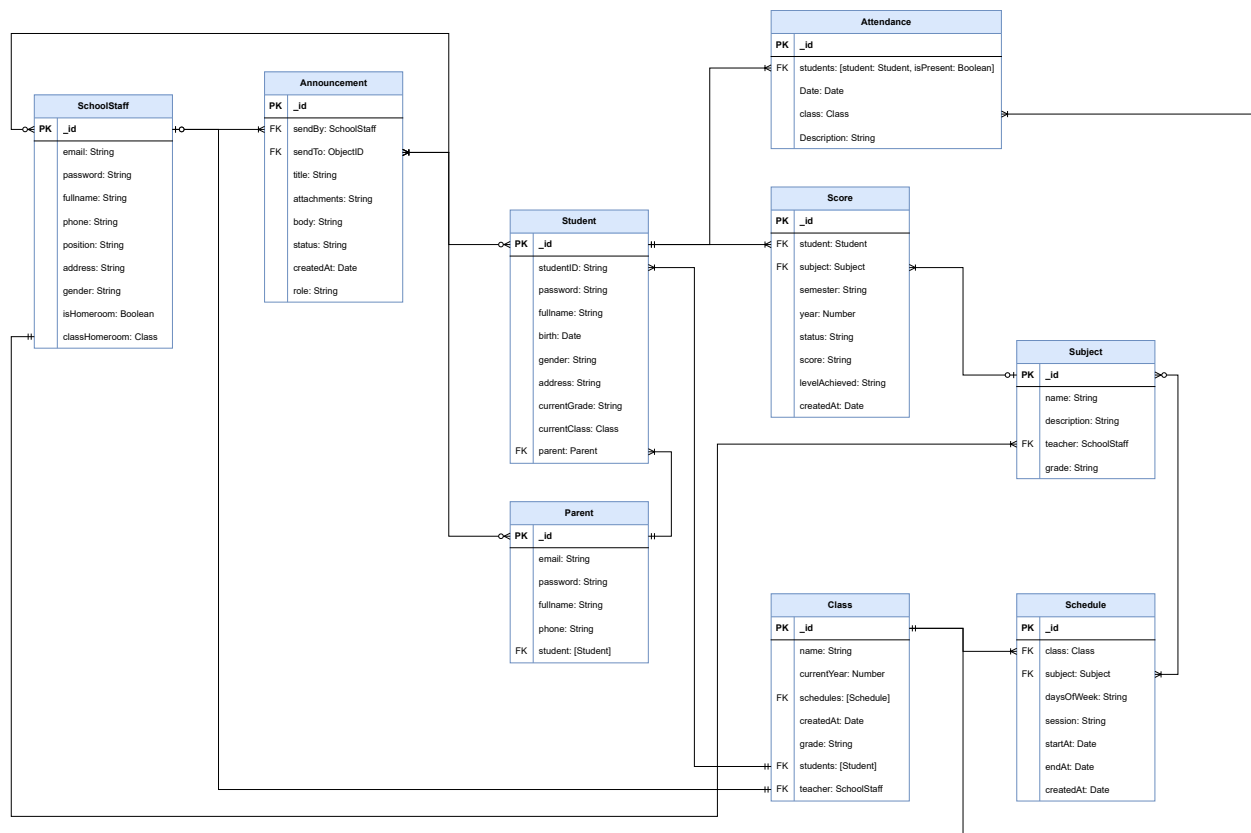 Attendance
PK _id
FK students: [student: Student, isPresent: Boolean]
Date: Date
class: Class
Description: String
Announcement
PK _id
FK sendBy: SchoolStaff
FK sendTo: ObjectID
title: String
attachments: String
body: String
status: String
createdAt: Date
role: String
SchoolStaff
PK _id
email: String
password: String
fullname: String
phone: String
position: String
address: String
gender: String
isHomeroom: Boolean
classHomeroom: Class
Score
PK _id
FK student: Student
FK subject: Subject
semester: String
year: Number
status: String
score: String
levelAchieved: String
createdAt: Date
Student
PK _id
studentID: String
password: String
fullname: String
birth: Date
gender: String
address: String
currentGrade: String
currentClass: Class
FK parent: Parent
Subject
PK _id
name: String
description: String
FK teacher: SchoolStaff
grade: String
Parent
PK _id
email: String
password: String
fullname: String
phone: String
FK student: [Student]
Class
PK _id
name: String
currentYear: Number
FK schedules: [Schedule]
createdAt: Date
grade: String
FK students: [Student]
FK teacher: SchoolStaff
Schedule
PK _id
FK class: Class
FK subject: Subject
daysOfWeek: String
session: String
startAt: Date
endAt: Date
createdAt: Date